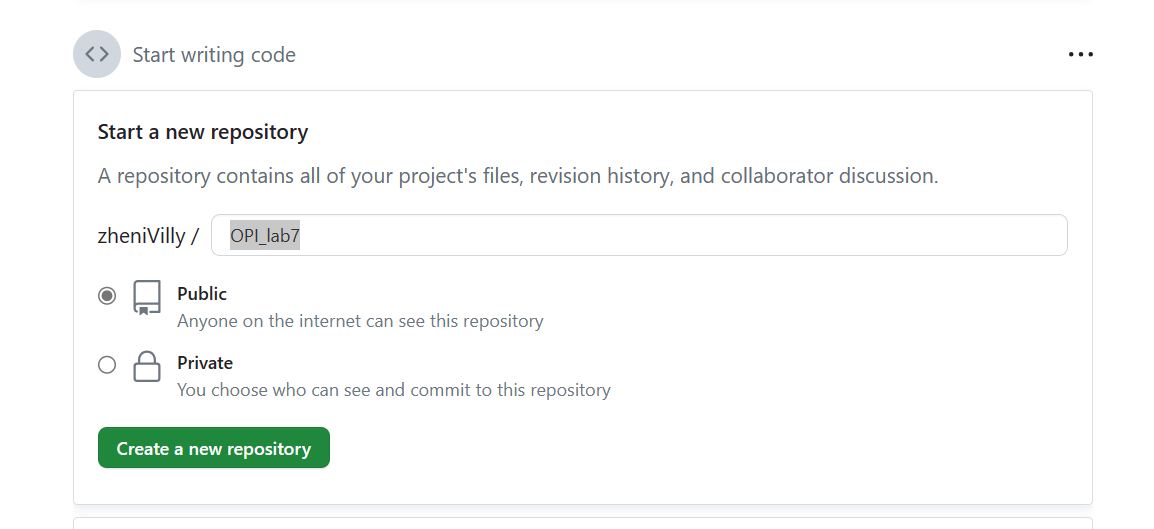 Start writing code
Start a new repository
A repository contains all of your project's files, revision history, and collaborator discussion.
zheniVilly / OPI_lab7
Public
Anyone on the internet can see this repository
Private
You choose who can see and commit to this repository
Create a new repository